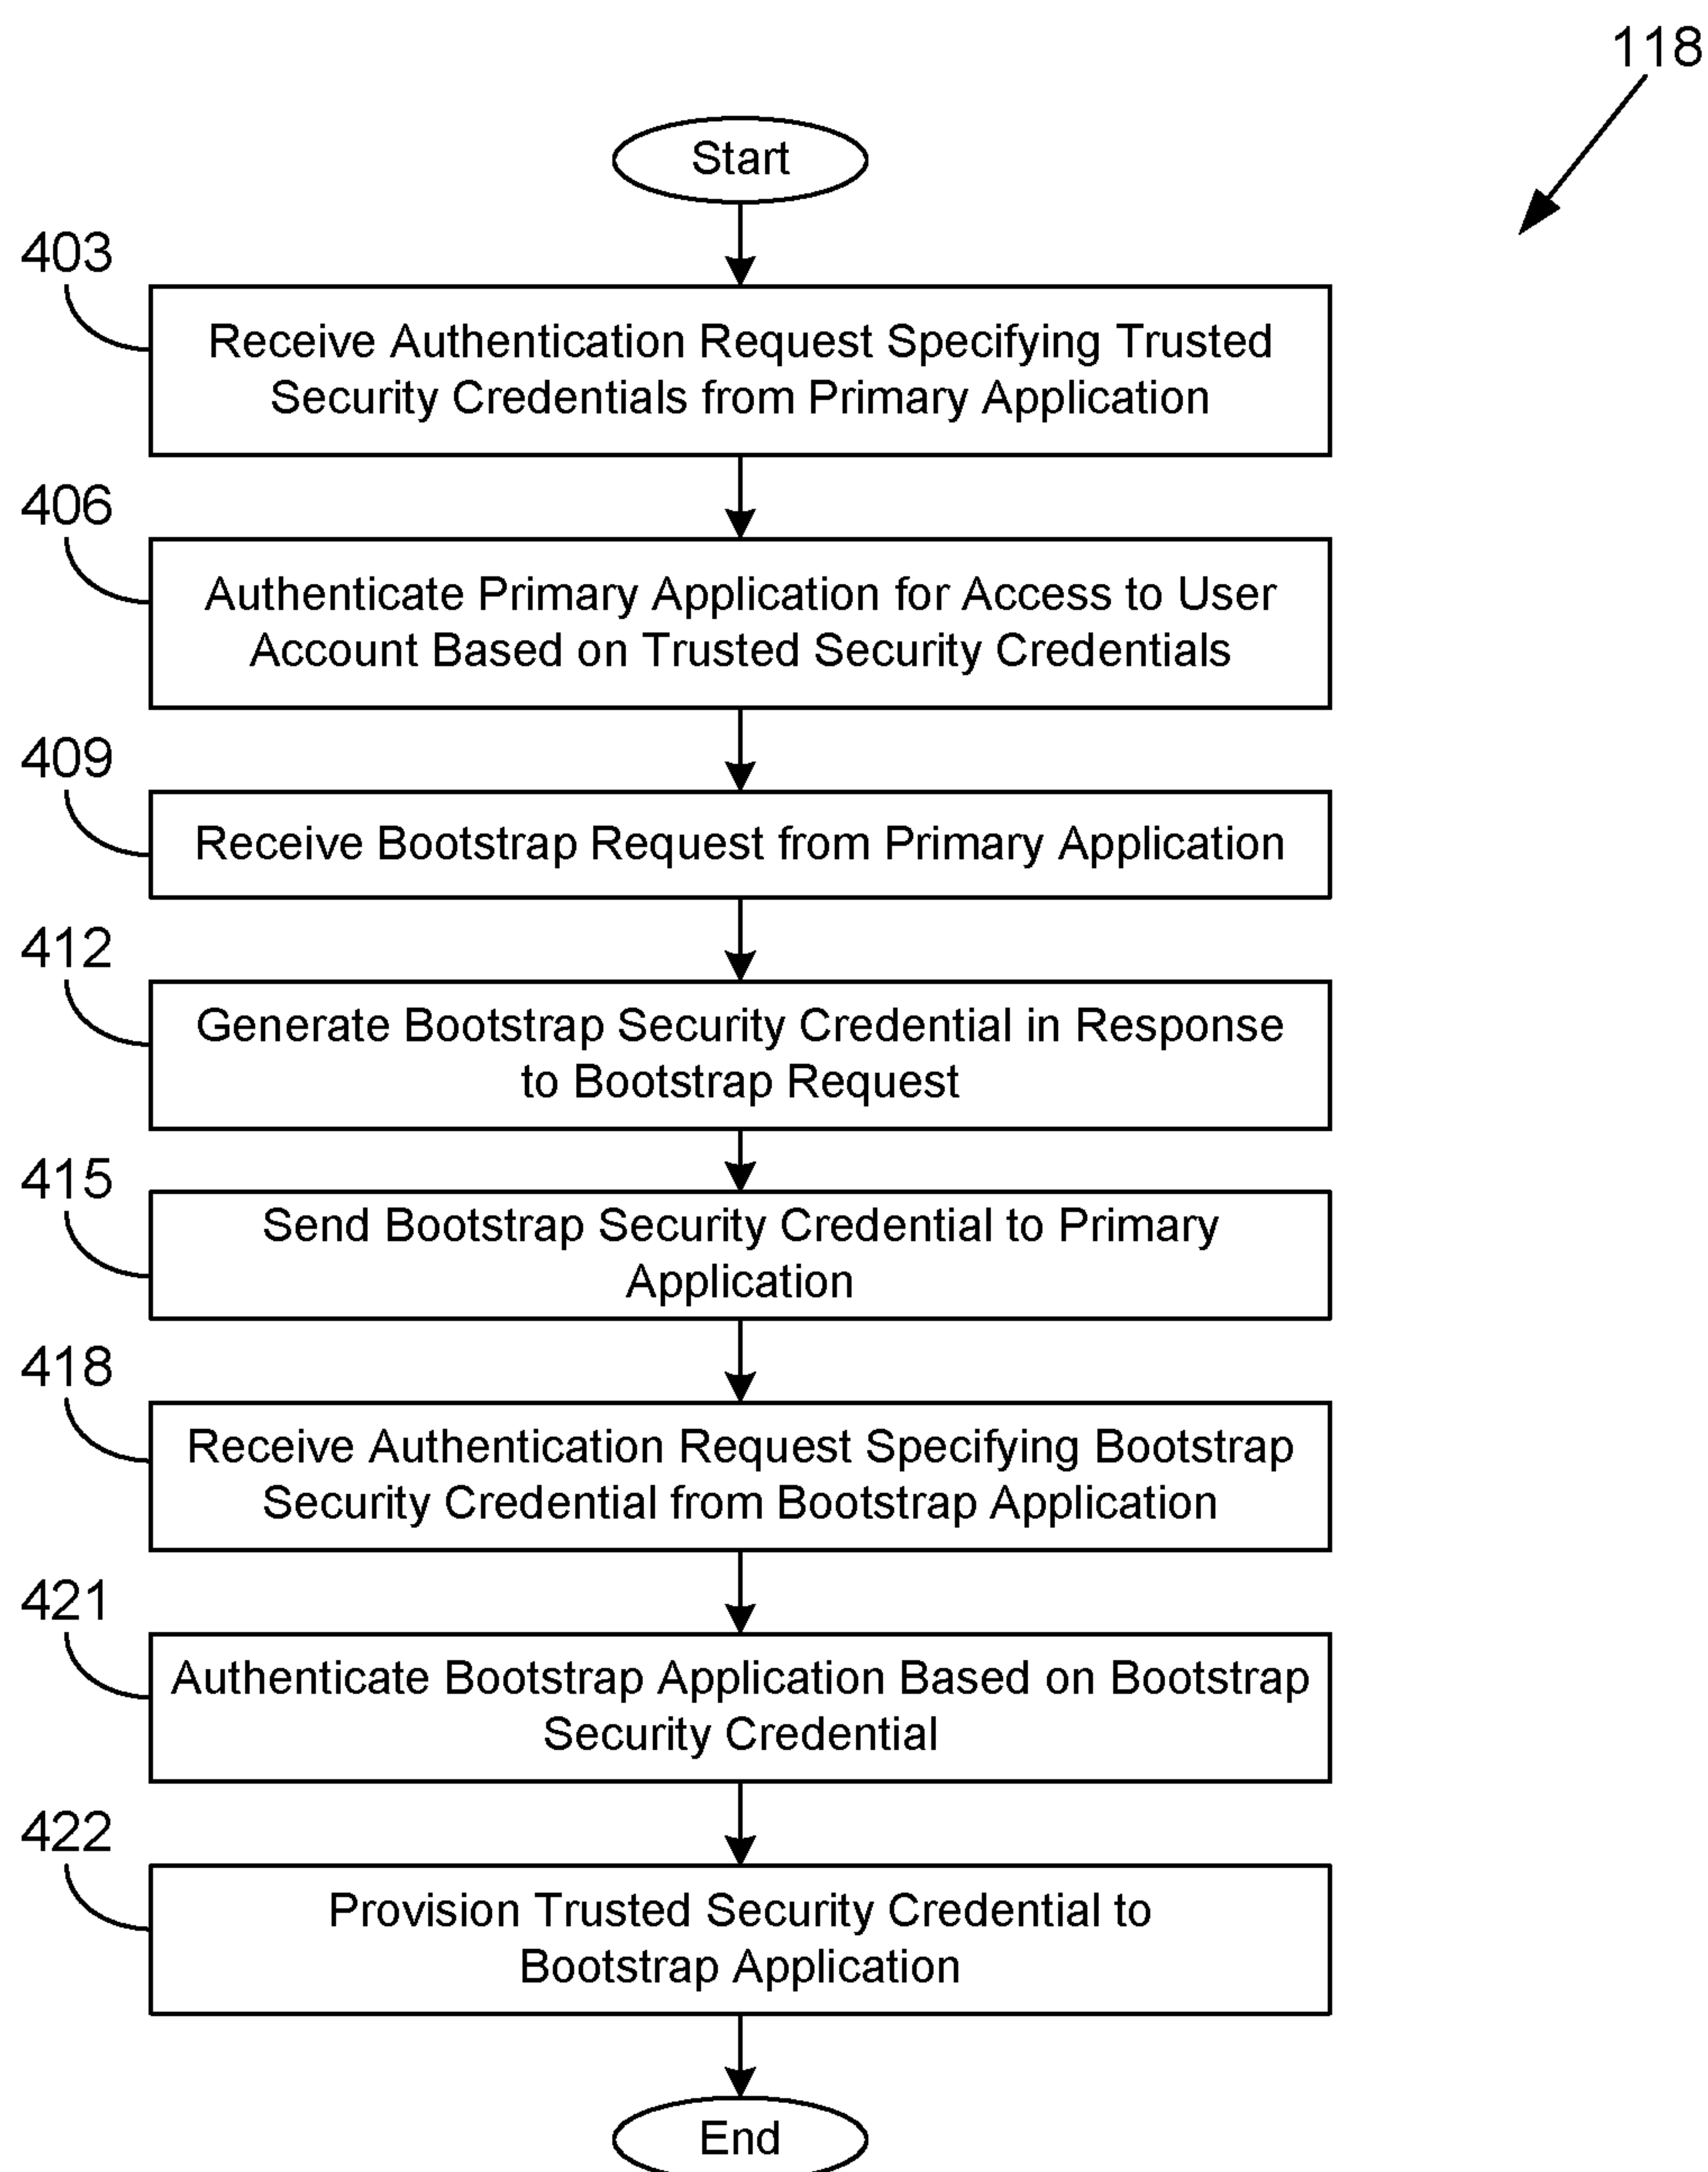 118
Start
403
Receive Authentication Request Specifying Trusted
Security Credentials from Primary Application
406
Authenticate Primary Application for Access to User
Account Based on Trusted Security Credentials
409
Receive Bootstrap Request from Primary Application
412
Generate Bootstrap Security Credential in Response
to Bootstrap Request
415
Send Bootstrap Security Credential to Primary
Application
418
Receive Authentication Request Specifying Bootstrap
Security Credential from Bootstrap Application
421
Authenticate Bootstrap Application Based on Bootstrap
Security Credential
422
Provision Trusted Security Credential to
Bootstrap Application
End